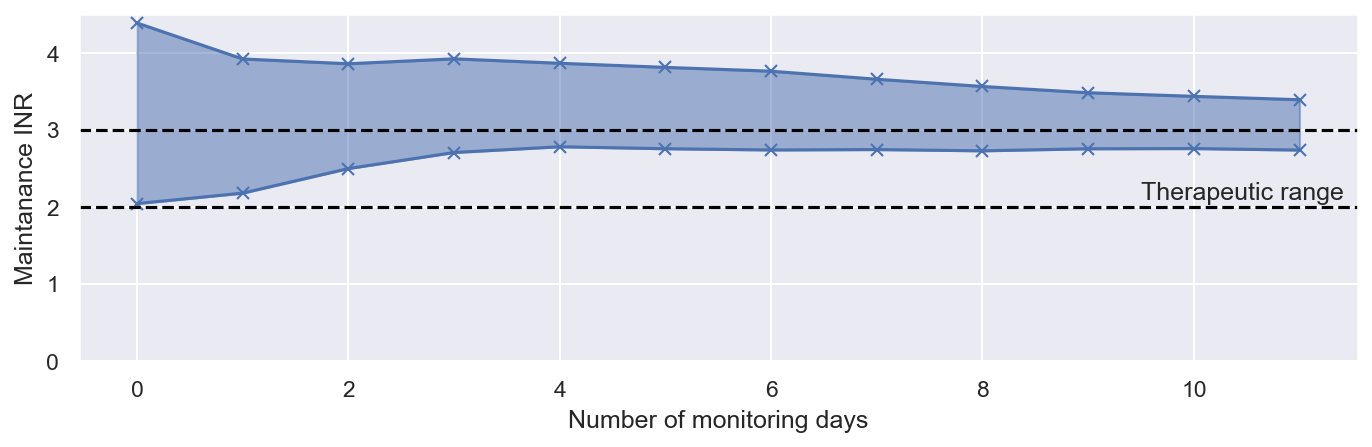 4
3
2
1
0
Maintanance INR
Therapeutic range
0 2 4 6 8 10
Number of monitoring days